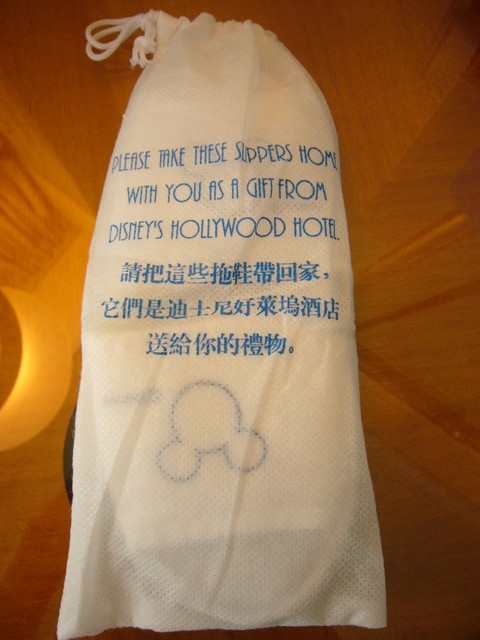 PLEASE TAKE THESE SLIPPERS HOME
WITH YOU AS A GIFT FROM
DISNEY'S HOLLYWOOD HOTEL.
請把這些拖鞋帶回家，
它們是迪士尼好萊塢酒店
送給你的禮物。